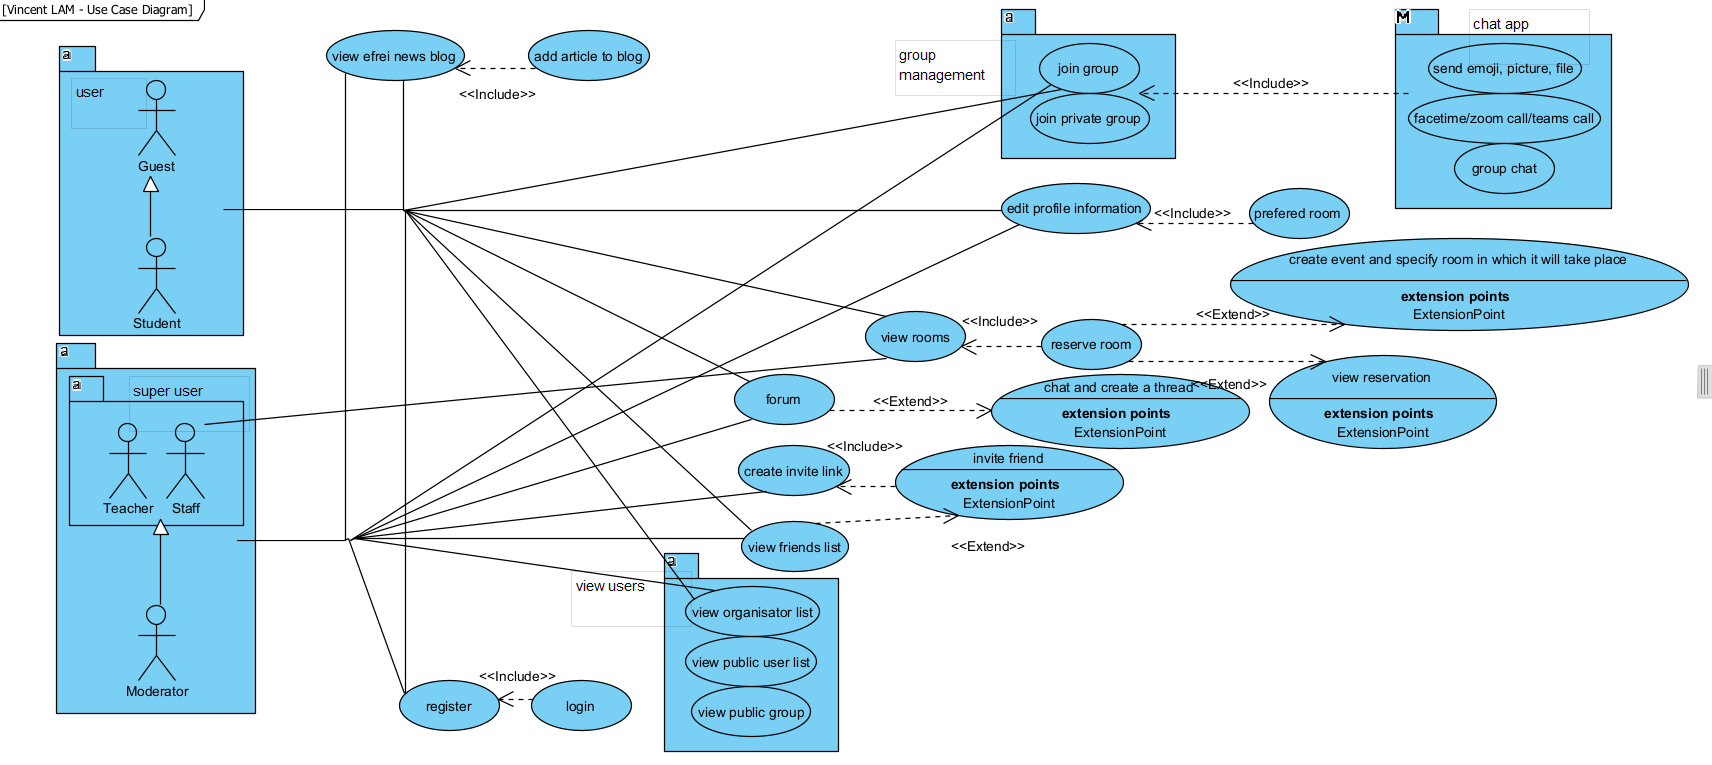 [Vincent LAM - Use Case Diagram]
a
user
Guest
Student
a
a
super user
Teacher
Staff
Moderator
view efrei news blog
add article to blog
<<Include>>
group
management
a
join group
join private group
<<Include>>
M
chat app
send emoji, picture, file
facetime/zoom call/teams call
group chat
edit profile information
<<Include>>
prefered room
create event and specify room in which it will take place
extension points
ExtensionPoint
<<Extend>>
view rooms
<<Include>>
reserve room
<<Extend>>
view reservation
extension points
ExtensionPoint
forum
<<Extend>>
chat and create a thread
extension points
ExtensionPoint
create invite link
<<Include>>
invite friend
extension points
ExtensionPoint
view friends list
<<Extend>>
a
view users
view organisator list
view public user list
view public group
register
<<Include>>
login